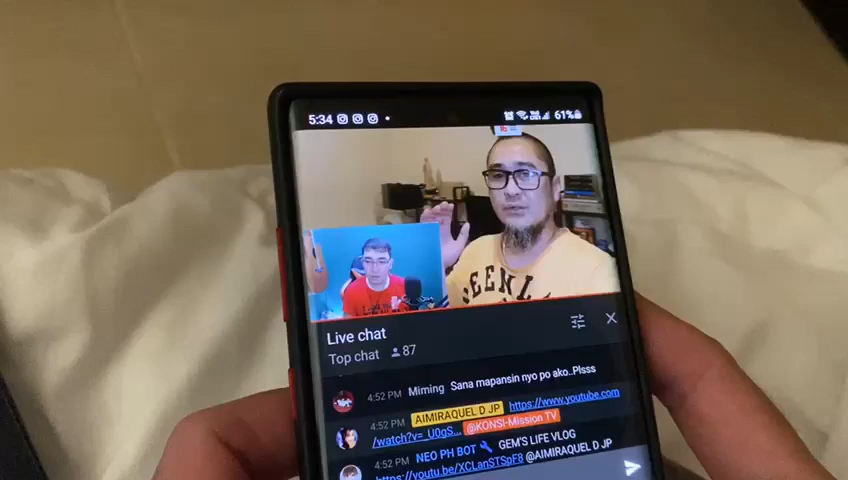 5:34
61%
Live chat
Top chat 87
4:52 PM Miming Sana mapansin nyo po ako..Plsss
4:52 PM AIMIRAQUEL D JP https://www.youtube.com
/watch?v=_U0gS... @KONSI-Mission TV
4:52 PM NEO PH BOT GEM'S LIFE VLOG
https://youtu.be/XCLanSTSpF8 @AIMIRAQUEL D JP